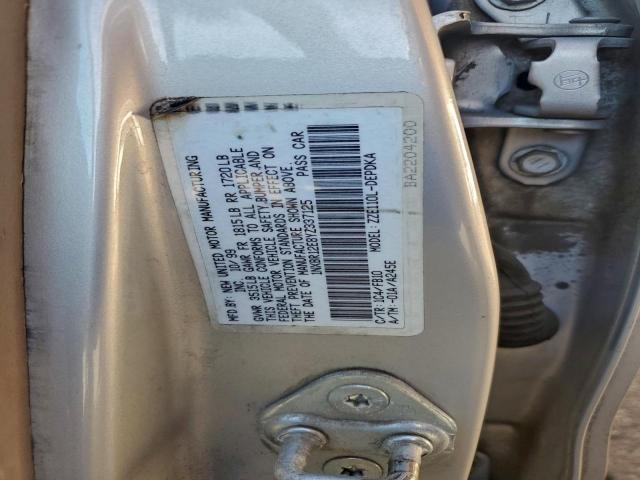 MFD.BY: NEW UNITED MOTOR MANUFACTURING
INC. 10/99
GVWR 3515LB GAWR FR 1815LB RR 1720LB
THIS VEHICLE CONFORMS TO ALL APPLICABLE
FEDERAL MOTOR VEHICLE SAFETY BUMPER AND
THEFT PREVENTION STANDARDS IN EFFECT ON
THE DATE OF MANUFACTURE SHOWN ABOVE.
1NXBR12E8YZ337125 PASS CAR
C/TR: 1C4/FB10 MODEL: ZZE110L-DEPDKA
A/TM:-01A/A245E
BA2204200